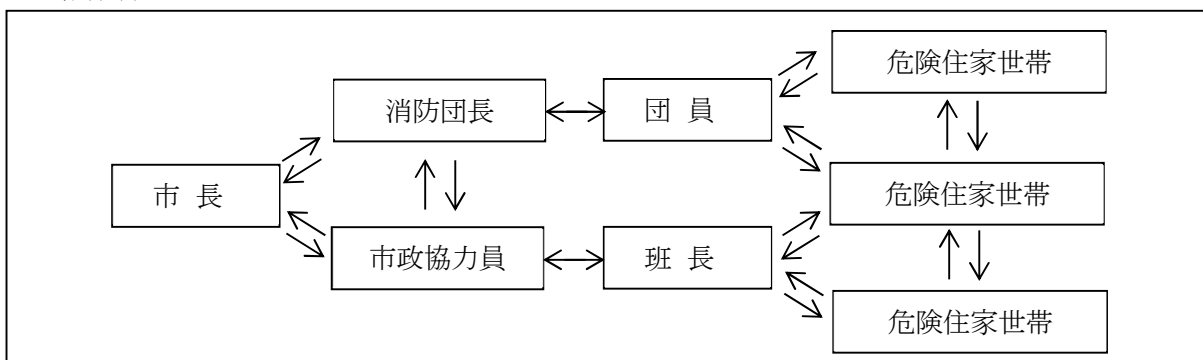 危険住家世帯
消防団長
団 員
市 長
危険住家世帯
市政協力員
班 長
危険住家世帯